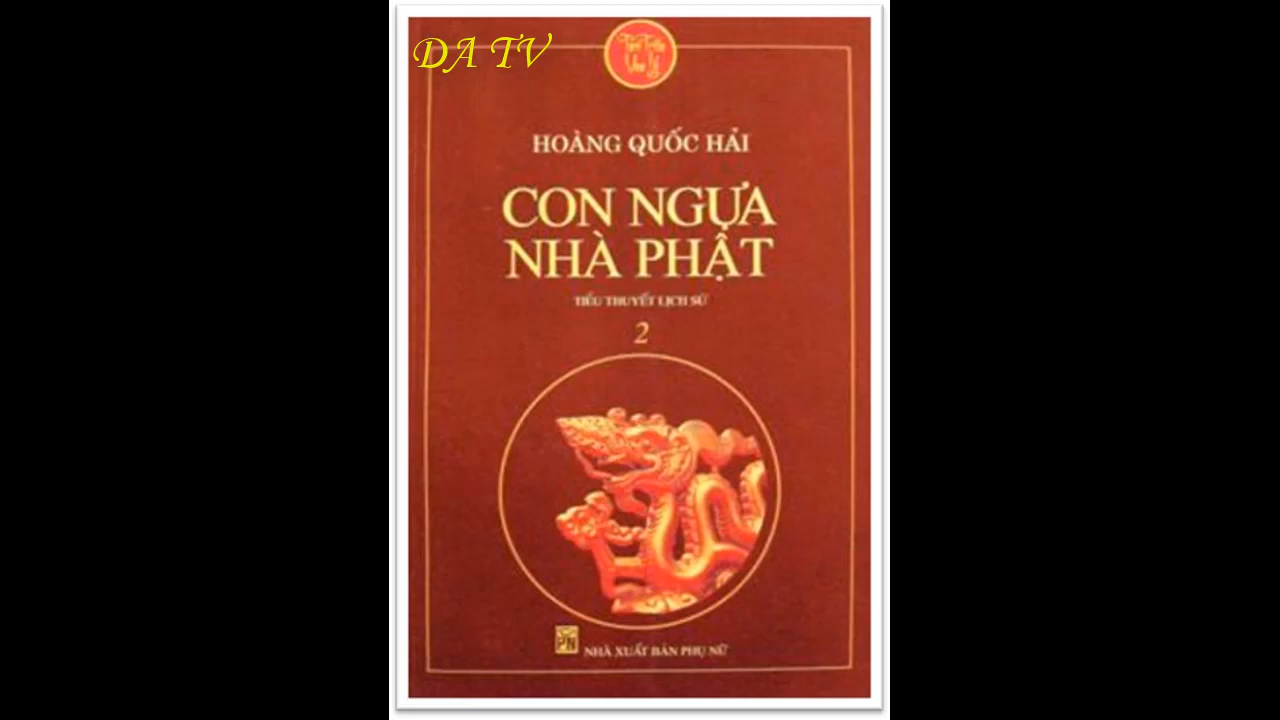 DA TV
HOÀNG QUỐC HẢI
CON NGỰA
NHÀ PHẬT
TIỂU THUYẾT LỊCH SỬ
2
PN
NHÀ XUẤT BẢN PHỤ NỮ